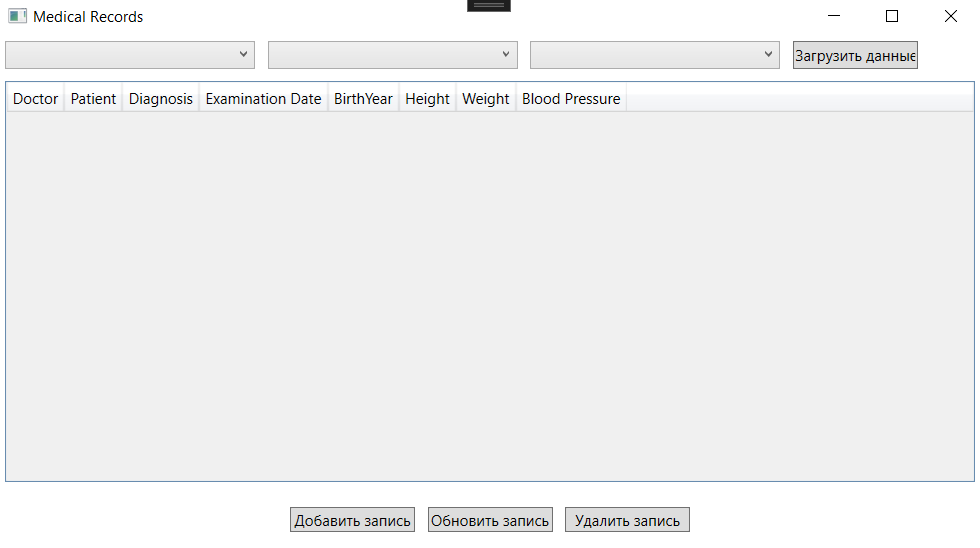 Medical Records
Загрузить данные
Doctor Patient Diagnosis Examination Date BirthYear Height Weight Blood Pressure
Добавить запись Обновить запись Удалить запись